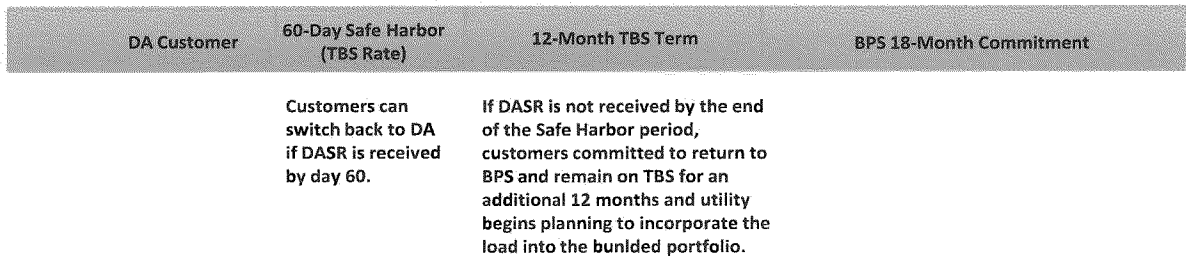 DA Customer
60-Day Safe Harbor
(TBS Rate)
12-Month TBS Term
BPS 18-Month Commitment
Customers can
switch back to DA
if DASR is received
by day 60.
If DASR is not received by the end
of the Safe Harbor period,
customers committed to return to
BPS and remain on TBS for an
additional 12 months and utility
begins planning to incorporate the
load into the bunlded portfolio.